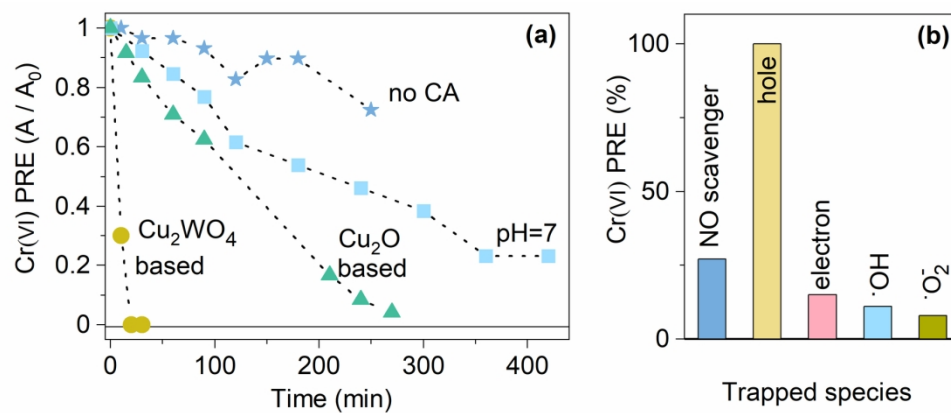 (a)
Cr(VI) PRE (A / A₀)
1
0.8
0.6
0.4
0.2
0
no CA
Cu₂WO₄
based
Cu₂O
based
pH=7
0 100 200 300 400
Time (min)
(b)
Cr(VI) PRE (%)
100
50
0
NO scavenger
hole
electron
·OH
·O₂⁻
Trapped species